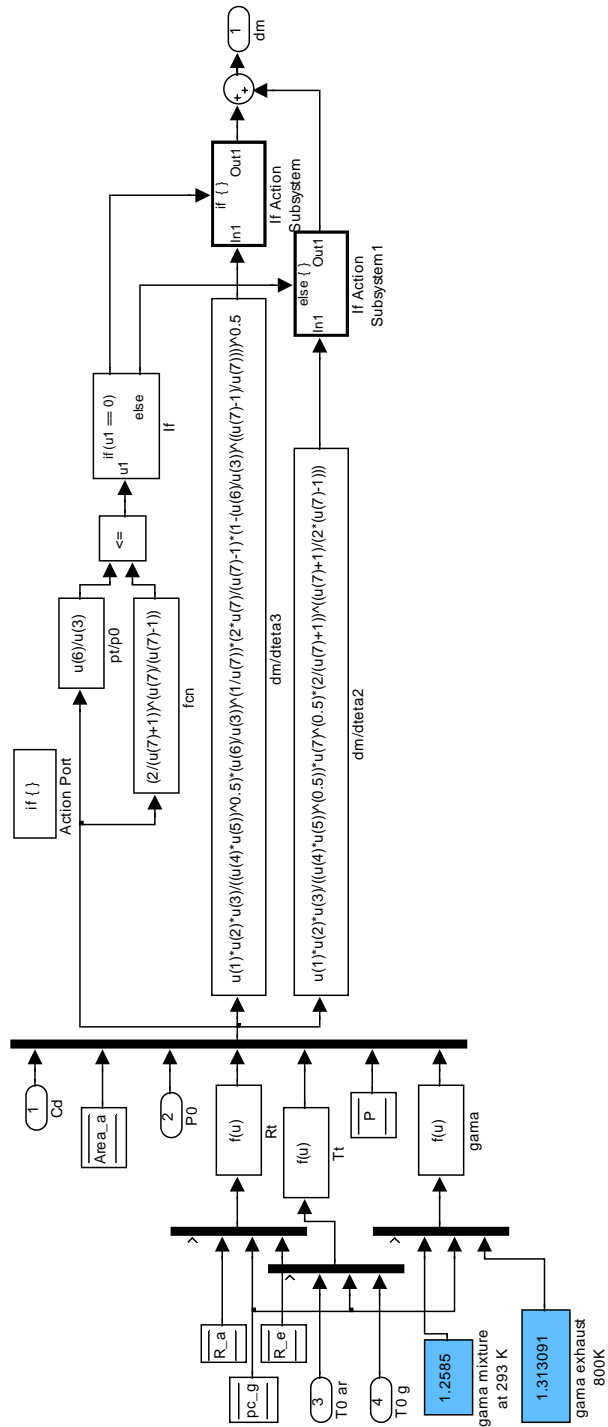 if { }
Action Port
u(6)/u(3)
pt/p0
(2/(u(7)+1))^(u(7)/(u(7)-1))
fcn
<=
u1
if(u1 == 0)
else
If
1
Cd
Area_a
2
P0
f(u)
Rt
f(u)
Tt
P
f(u)
gama
R_a
pc_g
R_e
3
T0 ar
4
T0 g
1.2585
gama mixture
at 293 K
1.313091
gama exhaust
800K
u(1)*u(2)*u(3)/((u(4)*u(5))^0.5)*(u(6)/u(3))^(1/u(7))*(2*u(7)/(u(7)-1)*(1-(u(6)/u(3))^((u(7)-1)/u(7))))^0.5
dm/dteta3
u(1)*u(2)*u(3)/((u(4)*u(5))^(0.5))*u(7^(0.5)*(2/(u(7)+1))^((u(7)+1)/(2*(u(7)-1)))
dm/dteta2
if { }
In1
Out1
If Action
Subsystem
else { }
In1
Out1
If Action
Subsystem1
1
dm